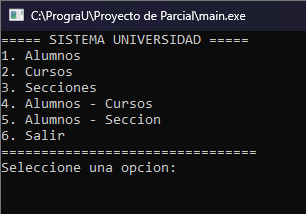 C:\PrograU\Proyecto de Parcial\main.exe
===== SISTEMA UNIVERSIDAD =====
1. Alumnos
2. Cursos
3. Secciones
4. Alumnos - Cursos
5. Alumnos - Seccion
6. Salir
================================
Seleccione una opcion: